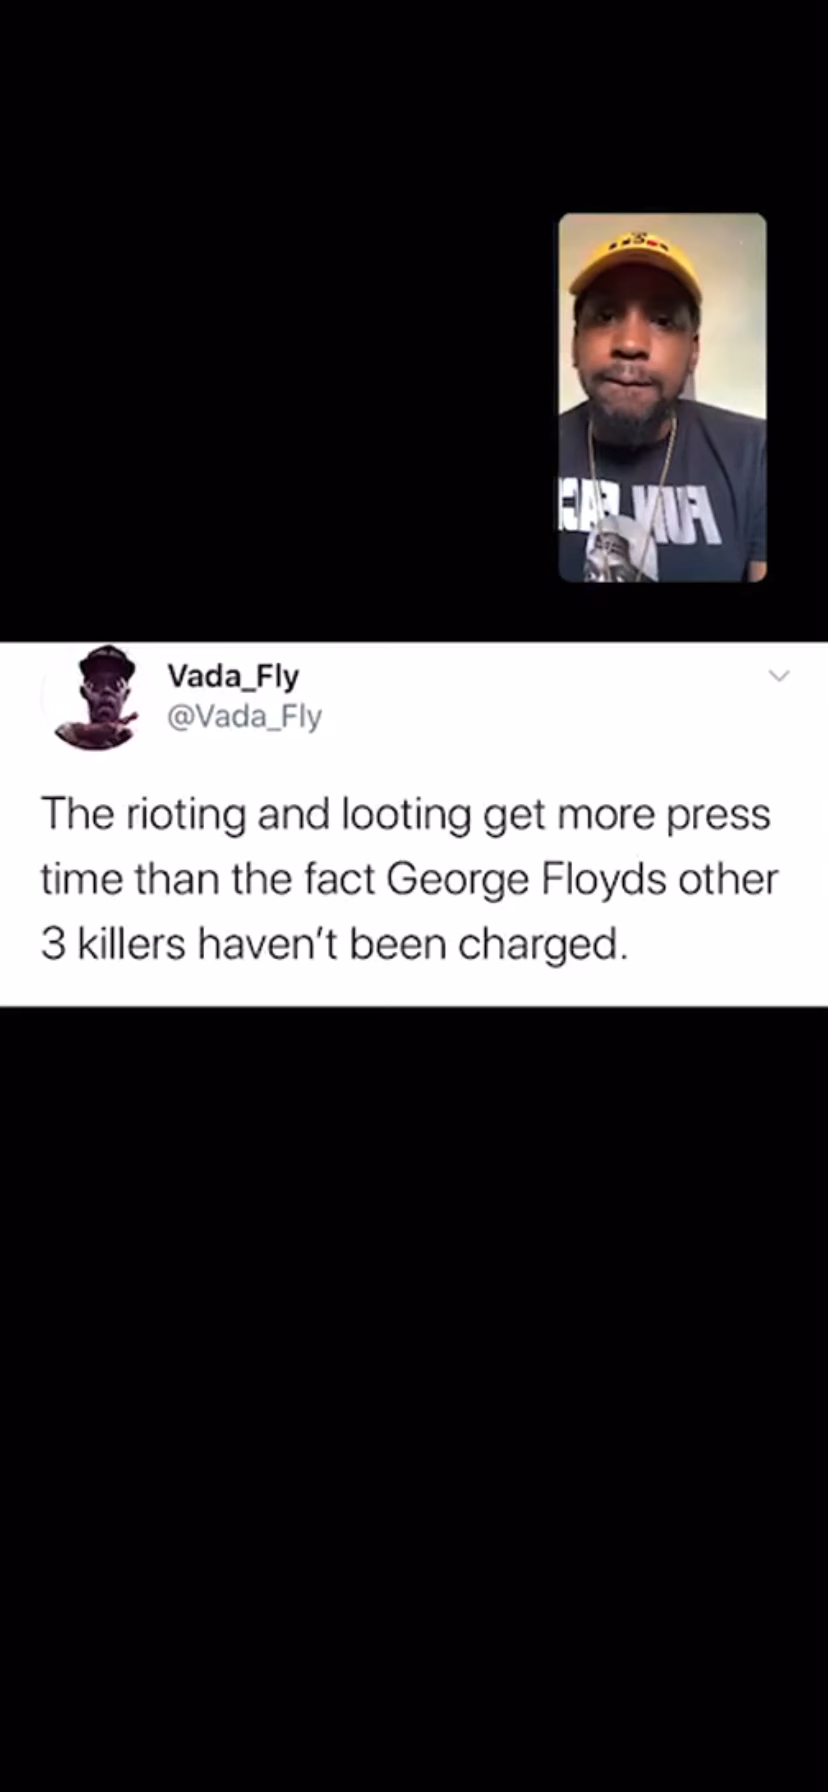 Vada_Fly
@Vada_Fly
The rioting and looting get more press
time than the fact George Floyds other
3 killers haven't been charged.